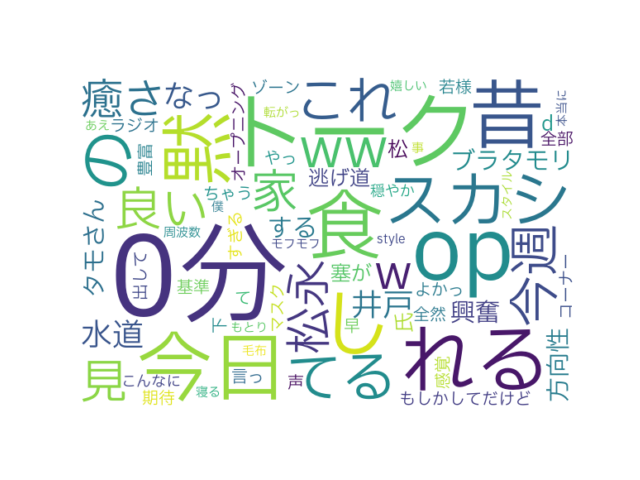 癒さ
なっ
オープニング
ゾーン
これ
嬉しい
若様
昔
d
本当に
全部
あえ
ラジオ
転がっ
黙
トーク
ww
松
事
ブラタモリ
の
豊富
やっ
家
逃げ道
穏やか
スカシ
スタイル
タモさん
良い
ちゃう
僕
する
食
モフモフ
style
op
今週
コーナー
出して
0分
周波数
すぎる
松永
塞が
w
よかっ
基準
て
マスク
し
井戸
全然
興奮
水道
下
もとり
早
氏
方向性
見
今日
毛布
てる
れる
感覚
こんなに
言っ
声
期待
寝る
もしかしてだけど